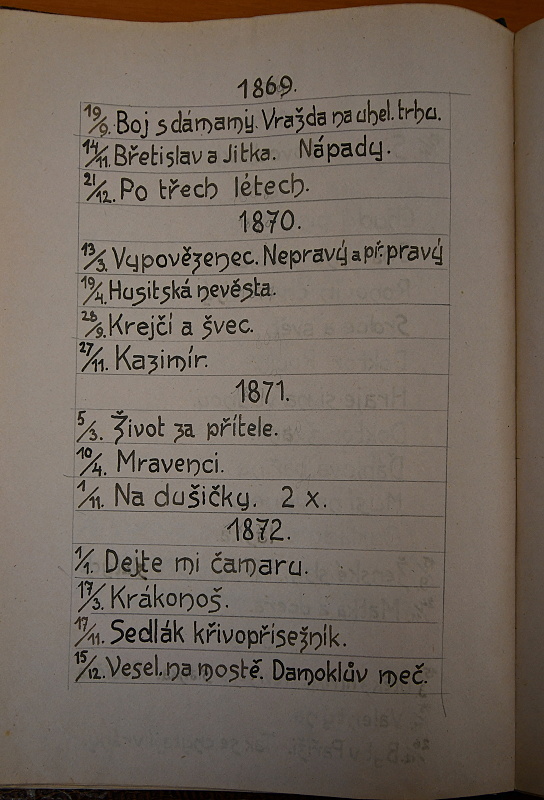 1869.
19/9. Boj s dámamy. Vražda na uhel. trhu.
14/11. Břetislav a Jitka. Nápady.
21/12. Po třech létech.
1870.
13/3. Vypovězenec. Nepravý a př. pravý
19/4. Husitská nevěsta.
28/9. Krejčí a švec.
27/11. Kazimír.
1871.
5/3. Život za přítele.
10/4. Mravenci.
1/11. Na dušičky. 2 x.
1872.
1/1. Dejte mi čamaru.
17/3. Krákonoš.
17/11. Sedlák křivopřísežník.
15/12. Vesel. na mostě. Damoklův meč.